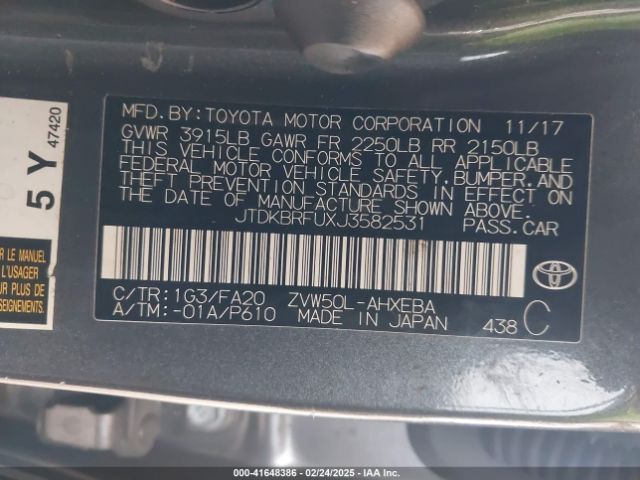 47420
5 Y
R LE MANUEL
L'USAGER
POUR PLUS
MFD. BY: TOYOTA MOTOR CORPORATION 11/17
GVWR 3915LB GAWR FR 2250LB RR 2150LB
THIS VEHICLE CONFORMS TO ALL APPLICABLE
FEDERAL MOTOR VEHICLE SAFETY, BUMPER, AND
THEFT PREVENTION STANDARDS IN EFFECT ON
THE DATE OF MANUFACTURE SHOWN ABOVE.
JTDKBRFUXJ3582531 PASS. CAR
C/TR: 1G3/FA20 ZVW50L-AHXEBA
A/TM: -01A/P610 MADE IN JAPAN 438 C
TOYOTA
000-41648386 - 02/24/2025 - IAA Inc.